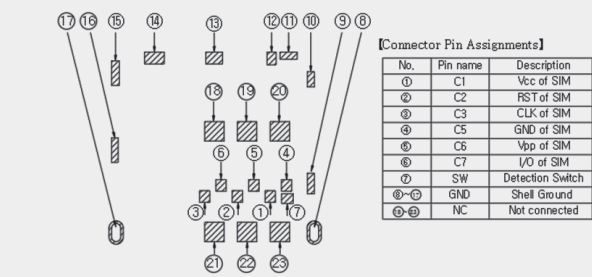 ⑰ ⑯ ⑮ ⑭ ⑬ ⑫ ⑪ ⑩ ⑨ ⑧
⑱ ⑲ ⑳
⑥ ⑤ ④
③ ② ① ⑦
㉑ ㉒ ㉓
【Connector Pin Assignments】
No. Pin name Description
① C1 Vcc of SIM
② C2 RST of SIM
③ C3 CLK of SIM
④ C5 GND of SIM
⑤ C6 Vpp of SIM
⑥ C7 I/O of SIM
⑦ SW Detection Switch
⑧~⑰ GND Shell Ground
⑱~㉓ NC Not connected